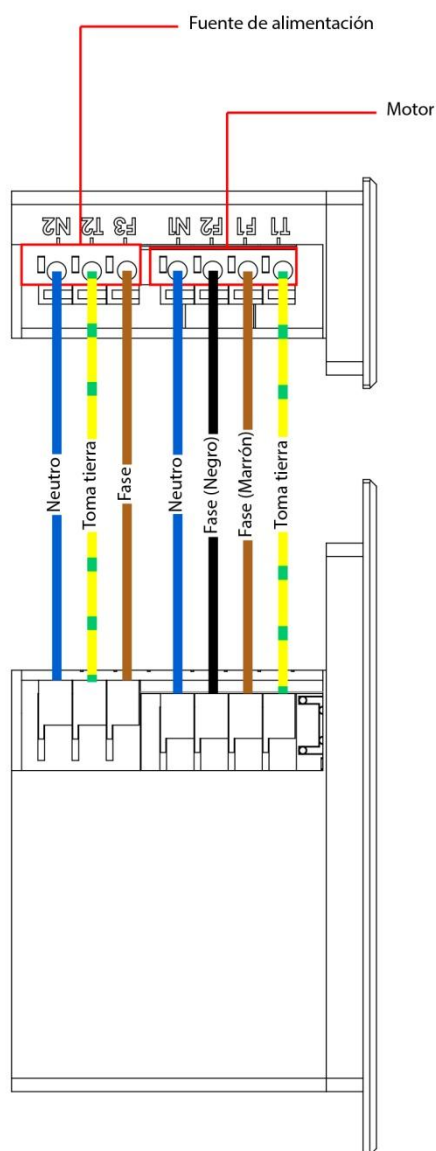 Fuente de alimentación
Motor
N2 T2 F3 N1 F2 F1 T1
Neutro
Toma tierra
Fase
Neutro
Fase (Negro)
Fase (Marrón)
Toma tierra